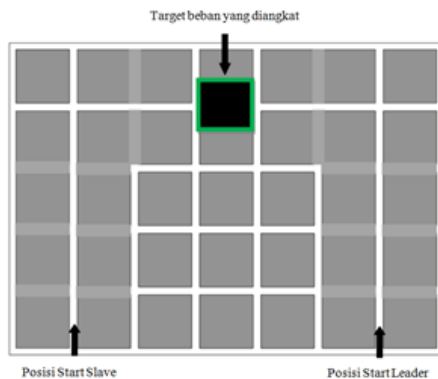 Target beban yang diangkat
Posisi Start Slave
Posisi Start Leader